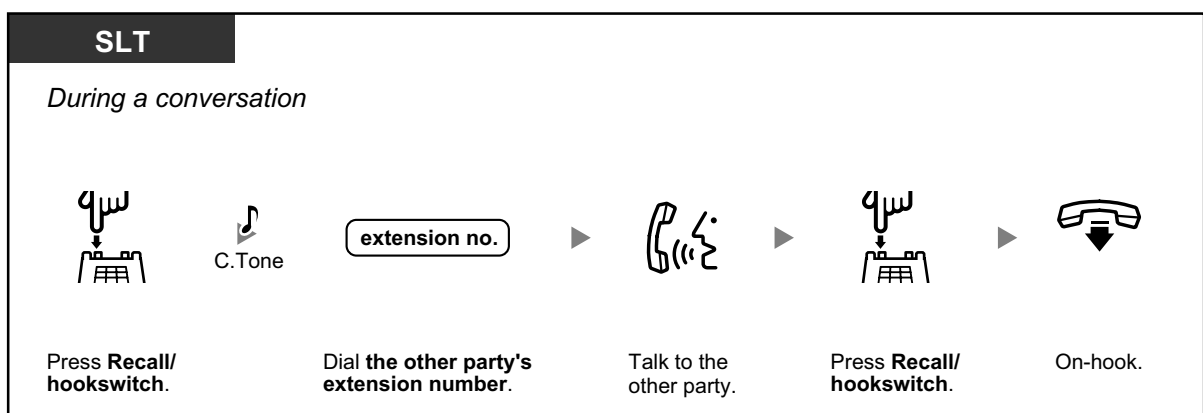 SLT
During a conversation
C.Tone
extension no.
Press Recall/
hookswitch.
Dial the other party's
extension number.
Talk to the
other party.
Press Recall/
hookswitch.
On-hook.